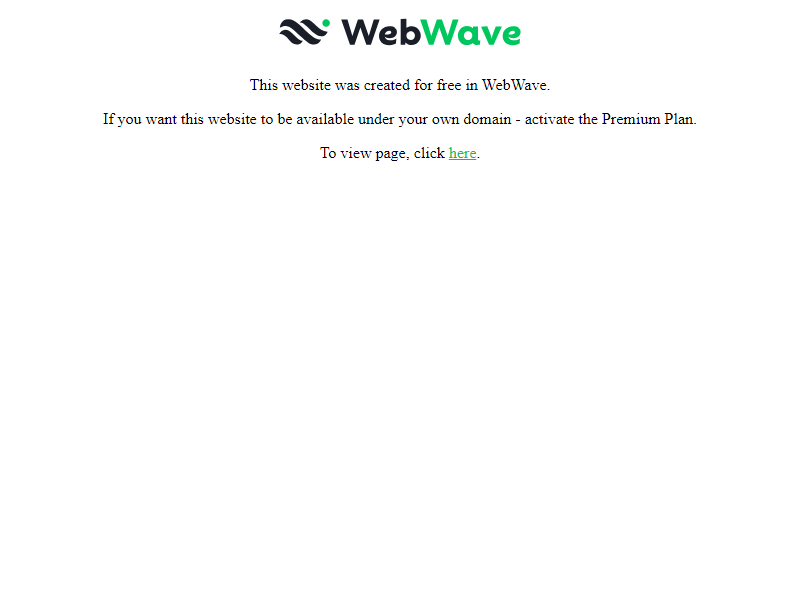 WebWave
This website was created for free in WebWave.
If you want this website to be available under your own domain - activate the Premium Plan.
To view page, click here.